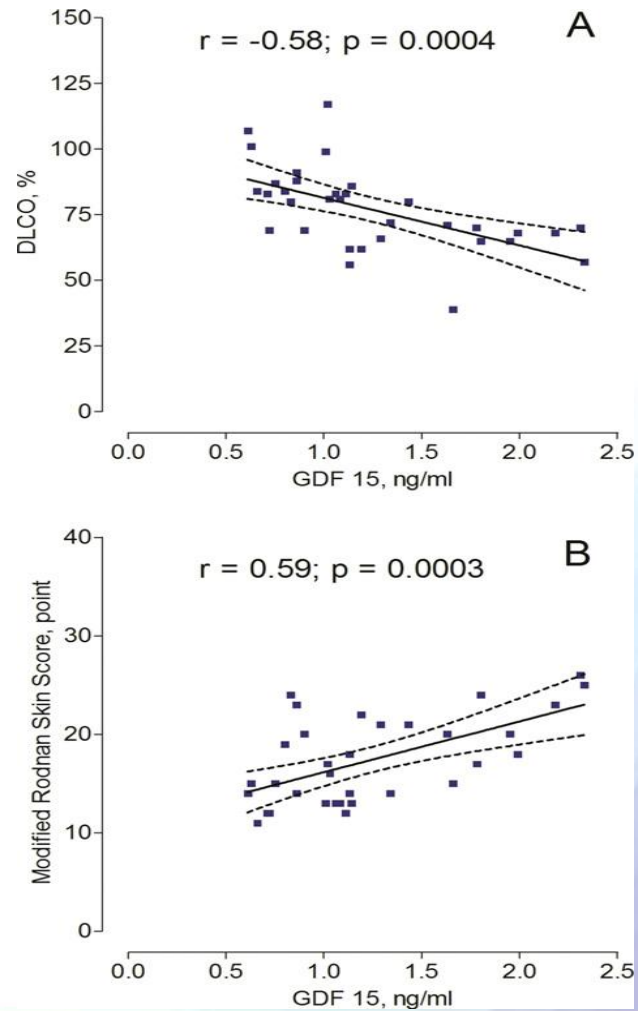 A
r = -0.58; p = 0.0004
150
125
100
75
50
25
0
DLCO, %
0.0 0.5 1.0 1.5 2.0 2.5
GDF 15, ng/ml
B
r = 0.59; p = 0.0003
40
30
20
10
0
Modified Rodnan Skin Score, point
0.0 0.5 1.0 1.5 2.0 2.5
GDF 15, ng/ml